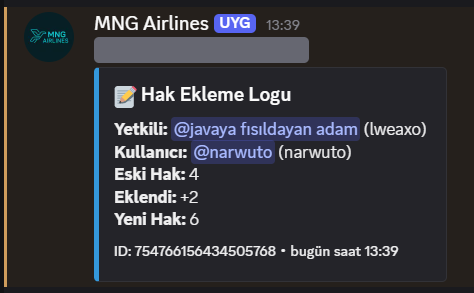 MNG AIRLINES
MNG Airlines UYG 13:39
Hak Ekleme Logu
Yetkili: @javaya fısıldayan adam (lweaxo)
Kullanıcı: @narwuto (narwuto)
Eski Hak: 4
Eklendi: +2
Yeni Hak: 6
ID: 754766156434505768 • bugün saat 13:39